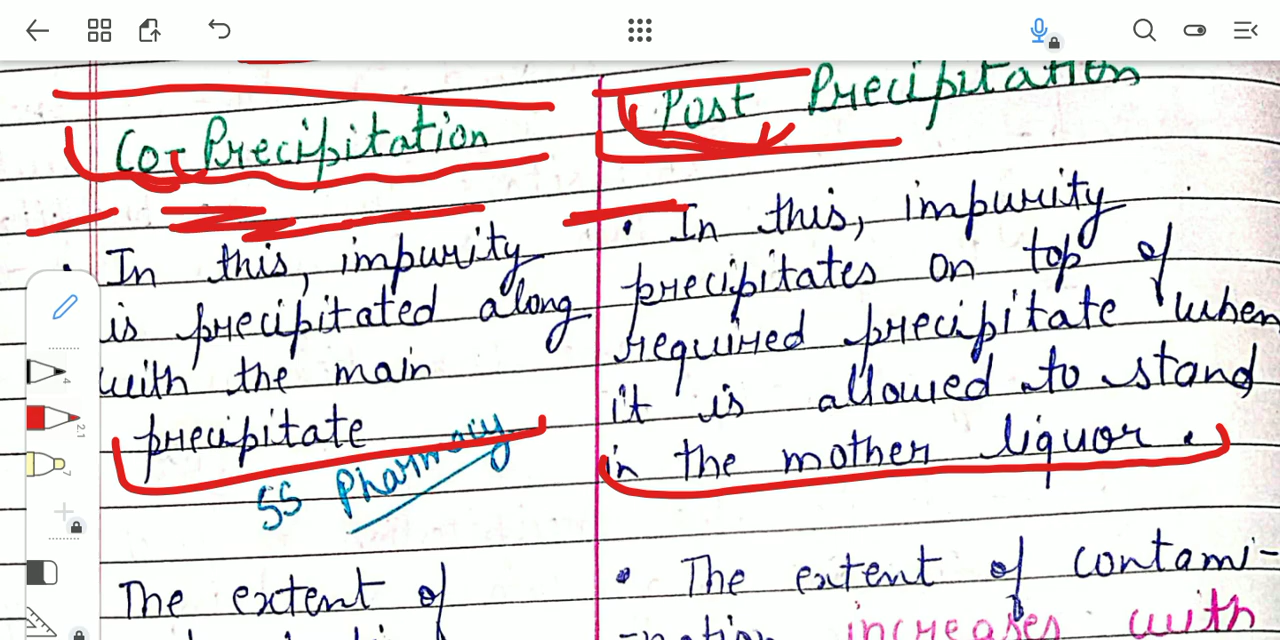 Co-Precipitation
In this, impurity
is precipitated along
with the main
precipitate
SS Pharmacy
The extent of
Post Precipitation
• In this, impurity
precipitates on top of
required precipitate when
it is allowed to stand
in the mother liquor.
• The extent of contami-
-nation increases with